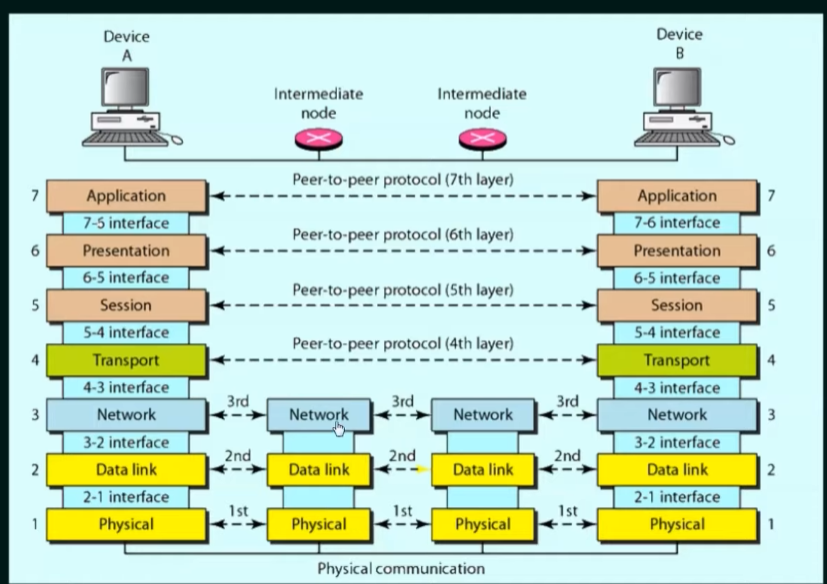 Device
A
Device
B
Intermediate
node
Intermediate
node
Peer-to-peer protocol (7th layer)
7 Application Application 7
7-5 interface 7-6 interface
Peer-to-peer protocol (6th layer)
6 Presentation Presentation 6
6-5 interface 6-5 interface
Peer-to-peer protocol (5th layer)
5 Session Session 5
5-4 interface 5-4 interface
Peer-to-peer protocol (4th layer)
4 Transport Transport 4
4-3 interface 4-3 interface
3rd 3rd 3rd
3 Network Network Network Network 3
3-2 interface 3-2 interface
2nd 2nd 2nd
2 Data link Data link Data link Data link 2
2-1 interface 2-1 interface
1st 1st 1st
1 Physical Physical Physical Physical 1
Physical communication